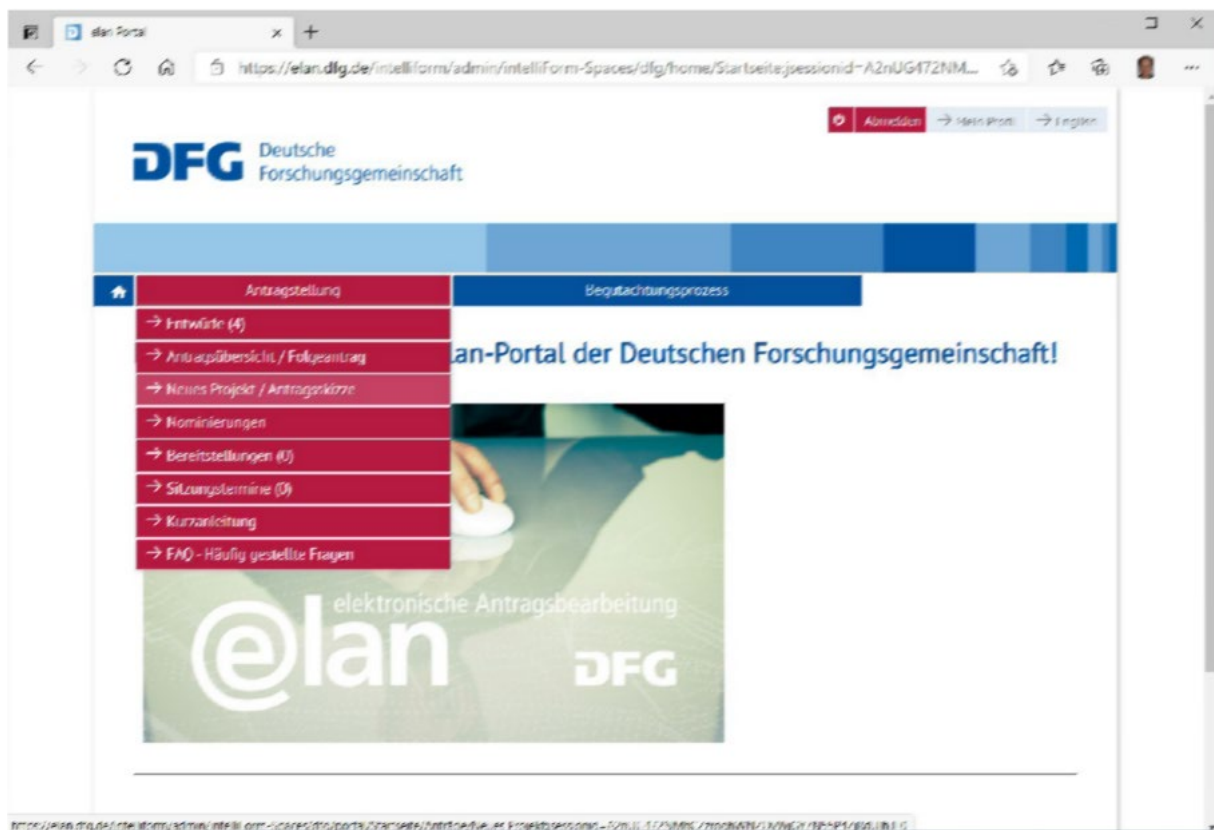 elan Portal
https://elan.dfg.de/intelliform/admin/intelliForm-Spaces/dfg/home/Startseite;jsessionid=A2nUG472NM...
Abmelden → Mein Profil → English
DFG Deutsche
Forschungsgemeinschaft
Antragstellung Begutachtungsprozess
→ Entwürfe (4)
→ Antragsübersicht / Folgeantrag
lan-Portal der Deutschen Forschungsgemeinschaft!
→ Neues Projekt / Antragsskizze
→ Nominierungen
→ Bereitstellungen (0)
→ Sitzungstermine (0)
→ Kurzanleitung
→ FAQ - Häufig gestellte Fragen
elektronische Antragsbearbeitung
@elan DFG